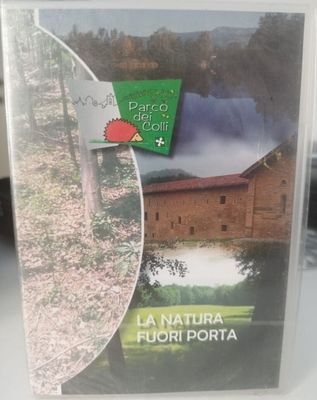 Parco
dei
Colli
LA NATURA
FUORI PORTA